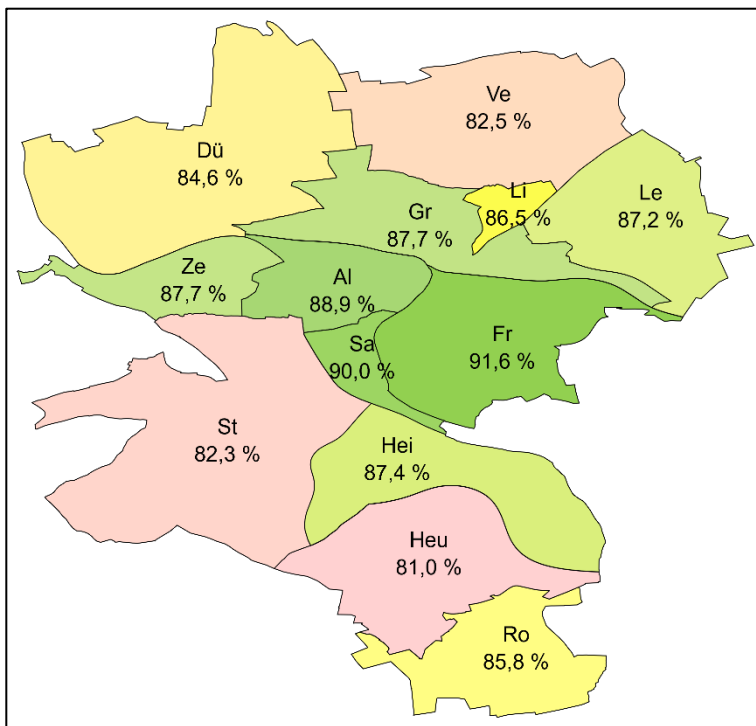 Ve
82,5 %
Dü
84,6 %
Li
86,5 %
Le
87,2 %
Gr
87,7 %
Ze
87,7 %
Al
88,9 %
Sa
90,0 %
Fr
91,6 %
St
82,3 %
Hei
87,4 %
Heu
81,0 %
Ro
85,8 %